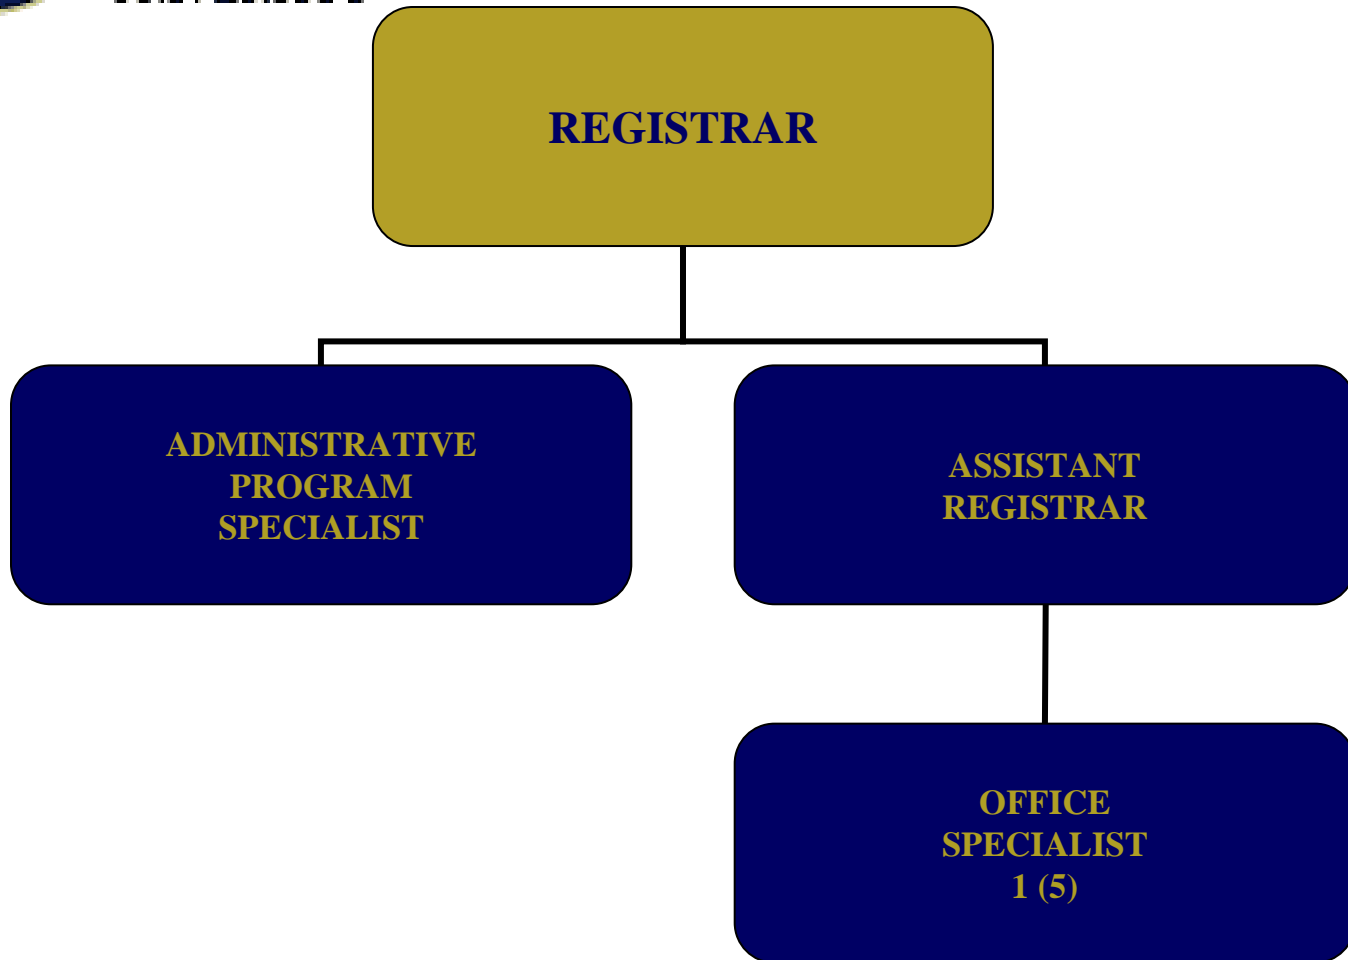 REGISTRAR
ADMINISTRATIVE
PROGRAM
SPECIALIST
ASSISTANT
REGISTRAR
OFFICE
SPECIALIST
1 (5)